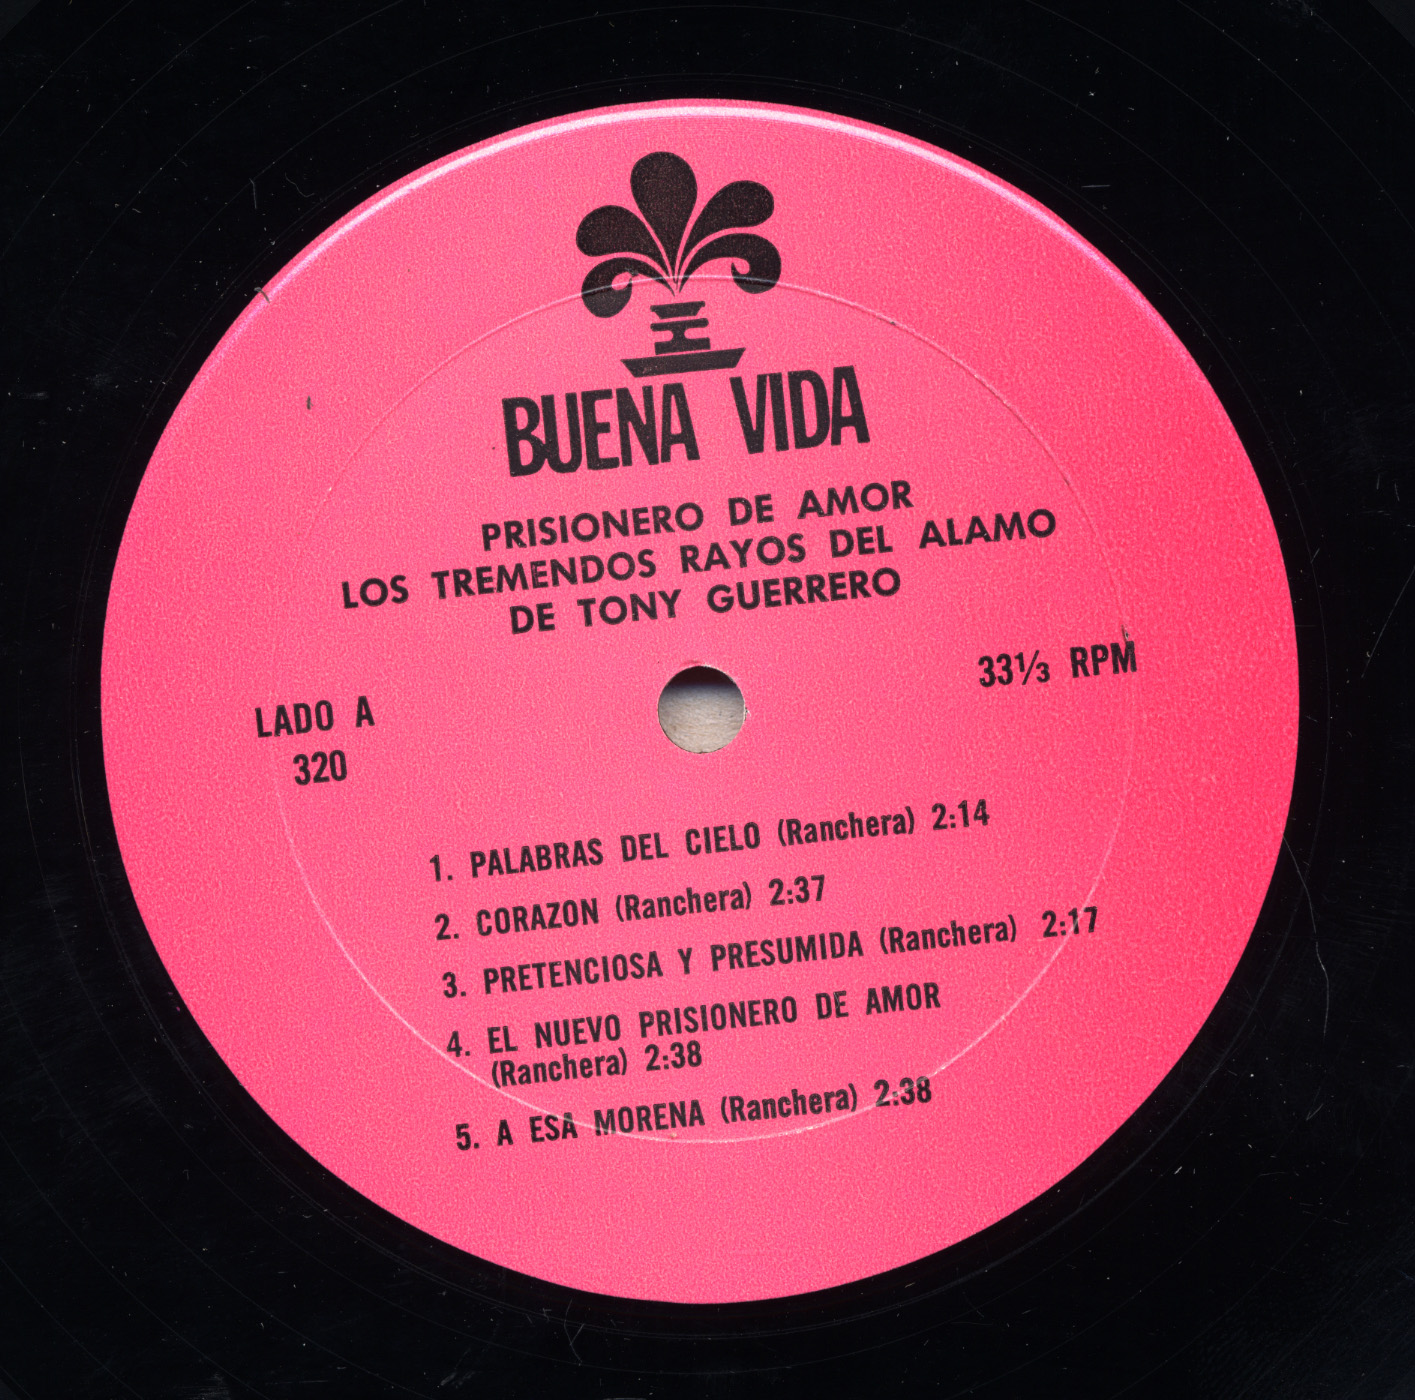 BUENA VIDA
PRISIONERO DE AMOR
LOS TREMENDOS RAYOS DEL ALAMO
DE TONY GUERRERO
33⅓ RPM
LADO A
320
1. PALABRAS DEL CIELO (Ranchera) 2:14
2. CORAZON (Ranchera) 2:37
3. PRETENCIOSA Y PRESUMIDA (Ranchera) 2:17
4. EL NUEVO PRISIONERO DE AMOR
(Ranchera) 2:38
5. A ESA MORENA (Ranchera) 2:38